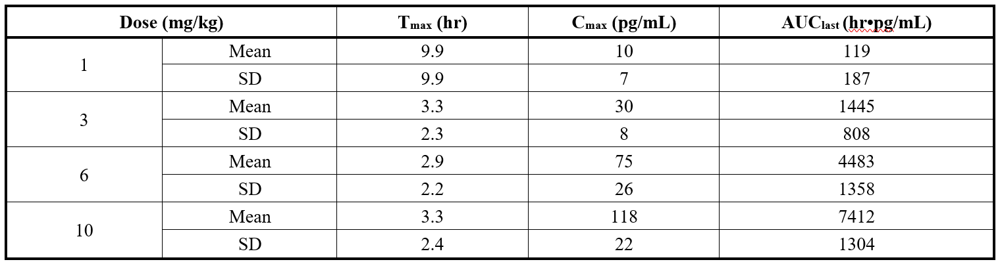 Dose (mg/kg) Tmax (hr) Cmax (pg/mL) AUClast (hr•pg/mL)
1 Mean 9.9 10 119
SD 9.9 7 187
3 Mean 3.3 30 1445
SD 2.3 8 808
6 Mean 2.9 75 4483
SD 2.2 26 1358
10 Mean 3.3 118 7412
SD 2.4 22 1304